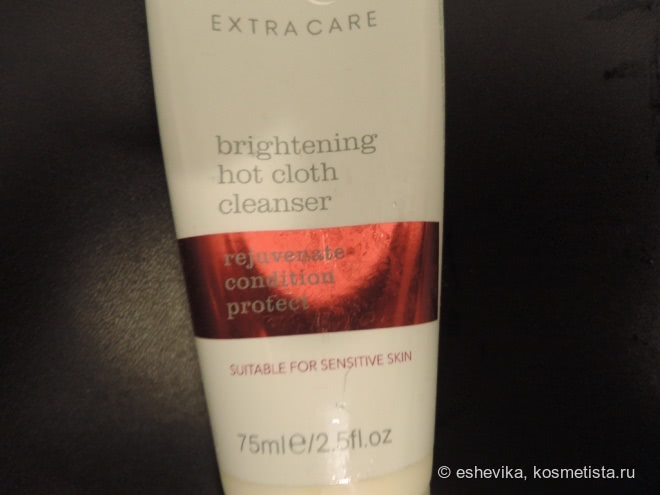 EXTRA CARE
brightening
hot cloth
cleanser
rejuvenate
condition
protect
SUITABLE FOR SENSITIVE SKIN
75ml℮/2.5fl.oz
© eshevika, kosmetista.ru